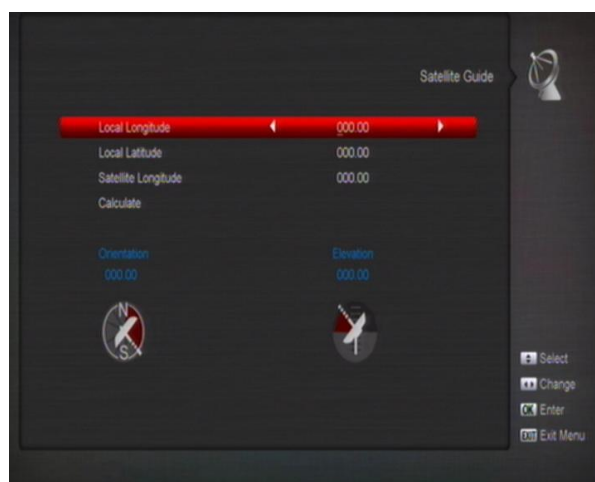 Satellite Guide
Local Longitude 000.00
Local Latitude 000.00
Satellite Longitude 000.00
Calculate
Orientation Elevation
000.00 000.00
N
S
Select
Change
OK Enter
EXIT Exit Menu